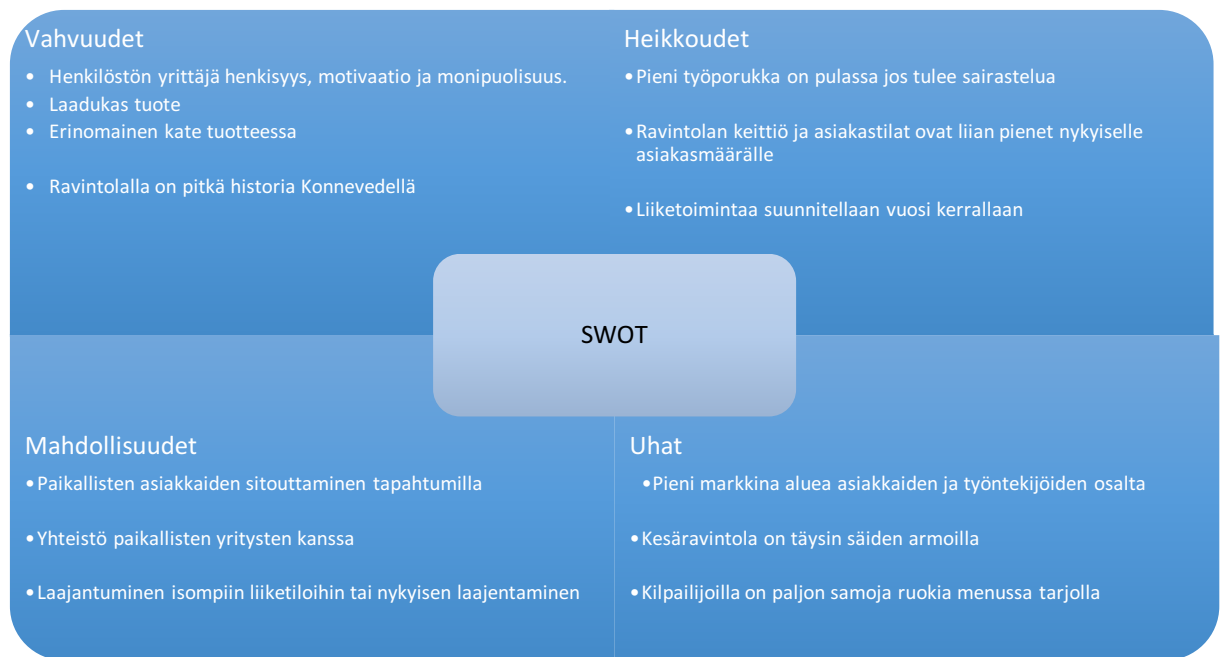 Vahvuudet
• Henkilöstön yrittäjä henkisyys, motivaatio ja monipuolisuus.
• Laadukas tuote
• Erinomainen kate tuotteessa
• Ravintolalla on pitkä historia Konnevedellä
Heikkoudet
•Pieni työporukka on pulassa jos tulee sairastelua
•Ravintolan keittiö ja asiakastilat ovat liian pienet nykyiselle
asiakasmäärälle
•Liiketoimintaa suunnitellaan vuosi kerrallaan
SWOT
Mahdollisuudet
•Paikallisten asiakkaiden sitouttaminen tapahtumilla
•Yhteistö paikallisten yritysten kanssa
•Laajantuminen isompiin liiketiloihin tai nykyisen laajentaminen
Uhat
•Pieni markkina aluea asiakkaiden ja työntekijöiden osalta
•Kesäravintola on täysin säiden armoilla
•Kilpailijoilla on paljon samoja ruokia menussa tarjolla